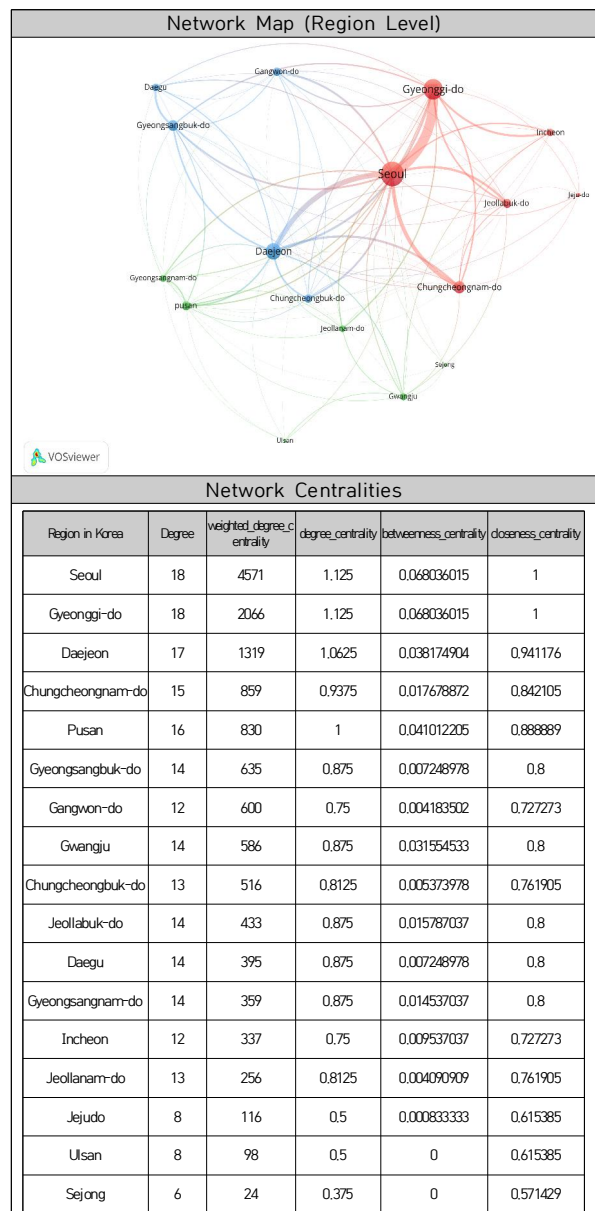 Network Map (Region Level)
Gangwon-do
Daegu
Gyeonggi-do
Gyeongsangbuk-do
Incheon
Seoul
Jeju-do
Jeollabuk-do
Daejeon
Gyeongsangnam-do
Chungcheongnam-do
Chungcheongbuk-do
pusan
Jeollanam-do
Sejong
Gwangju
Ulsan
VOSviewer
Network Centralities
Region in Korea Degree weighted_degree_c entrality degree_centrality betweenness_centrality closeness_centrality
Seoul 18 4571 1.125 0.068036015 1
Gyeonggi-do 18 2066 1.125 0.068036015 1
Daejeon 17 1319 1.0625 0.038174904 0.941176
Chungcheongnam-do 15 859 0.9375 0.017678872 0.842105
Pusan 16 830 1 0.041012205 0.888889
Gyeongsangbuk-do 14 635 0.875 0.007248978 0.8
Gangwon-do 12 600 0.75 0.004183502 0.727273
Gwangju 14 586 0.875 0.031554533 0.8
Chungcheongbuk-do 13 516 0.8125 0.005373978 0.761905
Jeollabuk-do 14 433 0.875 0.015787037 0.8
Daegu 14 395 0.875 0.007248978 0.8
Gyeongsangnam-do 14 359 0.875 0.014537037 0.8
Incheon 12 337 0.75 0.009537037 0.727273
Jeollanam-do 13 256 0.8125 0.004090909 0.761905
Jejudo 8 116 0.5 0.000833333 0.615385
Ulsan 8 98 0.5 0 0.615385
Sejong 6 24 0.375 0 0.571429